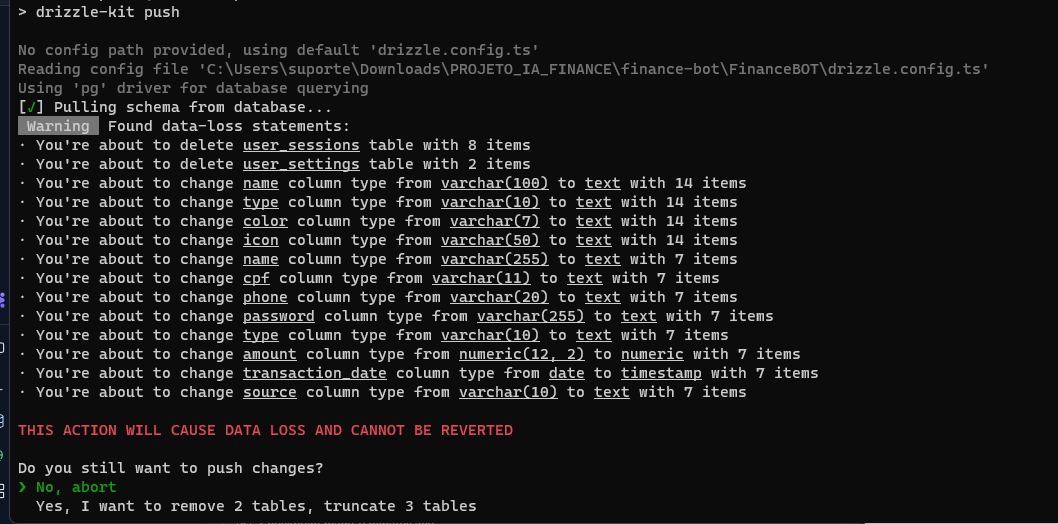 > drizzle-kit push
No config path provided, using default 'drizzle.config.ts'
Reading config file 'C:\Users\suporte\Downloads\PROJETO_IA_FINANCE\finance-bot\FinanceBOT\drizzle.config.ts'
Using 'pg' driver for database querying
[✓] Pulling schema from database...
Warning  Found data-loss statements:
· You're about to delete user_sessions table with 8 items
· You're about to delete user_settings table with 2 items
· You're about to change name column type from varchar(100) to text with 14 items
· You're about to change type column type from varchar(10) to text with 14 items
· You're about to change color column type from varchar(7) to text with 14 items
· You're about to change icon column type from varchar(50) to text with 14 items
· You're about to change name column type from varchar(255) to text with 7 items
· You're about to change cpf column type from varchar(11) to text with 7 items
· You're about to change phone column type from varchar(20) to text with 7 items
· You're about to change password column type from varchar(255) to text with 7 items
· You're about to change type column type from varchar(10) to text with 7 items
· You're about to change amount column type from numeric(12, 2) to numeric with 7 items
· You're about to change transaction_date column type from date to timestamp with 7 items
· You're about to change source column type from varchar(10) to text with 7 items
THIS ACTION WILL CAUSE DATA LOSS AND CANNOT BE REVERTED
Do you still want to push changes?
❯ No, abort
Yes, I want to remove 2 tables, truncate 3 tables